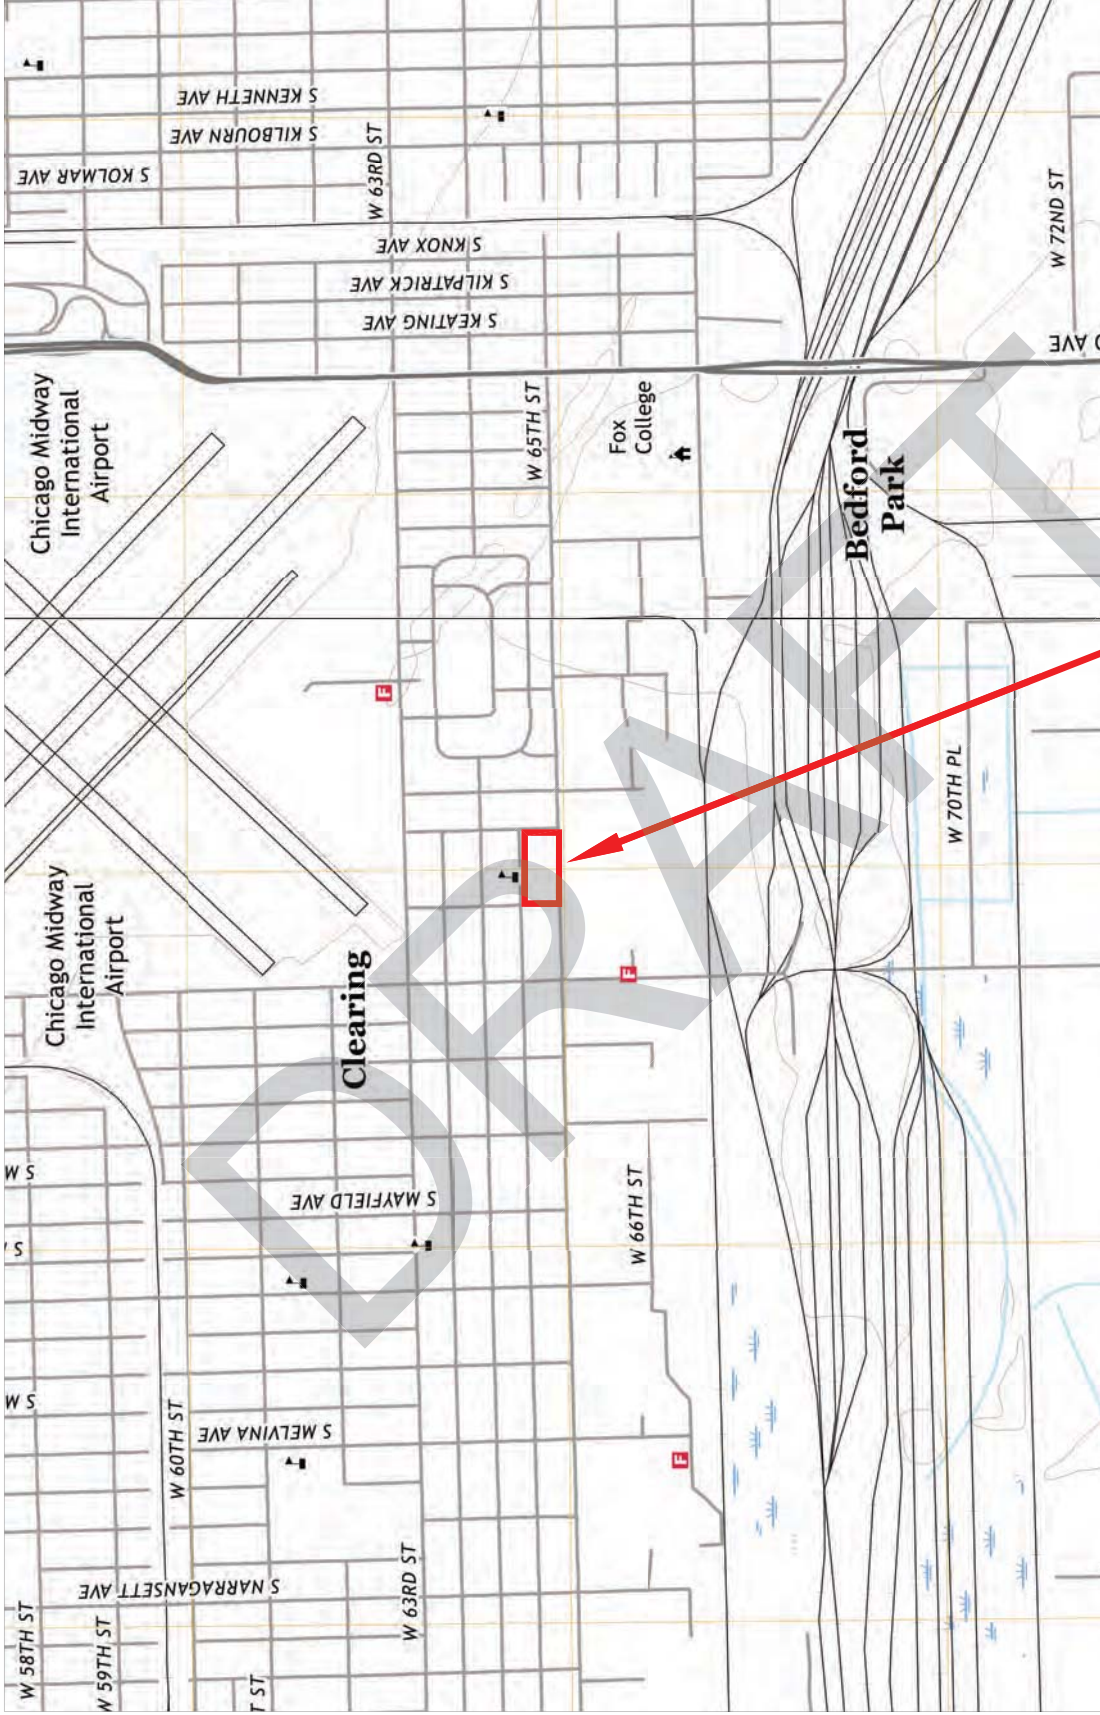 S KENNETH AVE
S KILBOURN AVE
S KOLMAR AVE
W 63RD ST
S KNOX AVE
S KILPATRICK AVE
S KEATING AVE
W 72ND ST
Chicago Midway
International
Airport
W 65TH ST
Fox
College
Bedford
Park
D AVE
F
W 70TH PL
Chicago Midway
International
Airport
Clearing
F
DRAFT
S W
S
S MAYFIELD AVE
W 66TH ST
S W
W 60TH ST
S MELVINA AVE
F
S NARRAGANSETT AVE
W 63RD ST
W 58TH ST
W 59TH ST
T ST